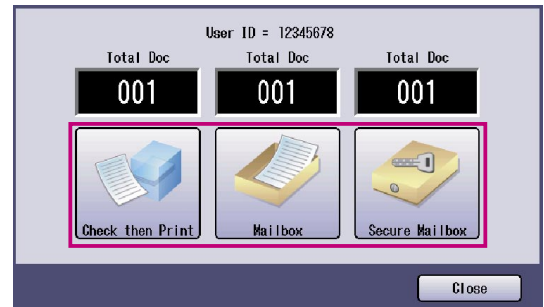 User ID = 12345678
Total Doc Total Doc Total Doc
001 001 001
Check then Print Mailbox Secure Mailbox
Close